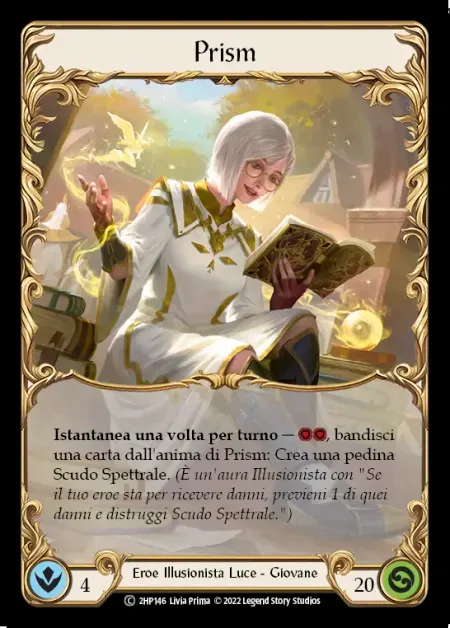 Prism
Istantanea una volta per turno — , bandisci
una carta dall'anima di Prism: Crea una pedina
Scudo Spettrale. (È un'aura Illusionista con "Se
il tuo eroe sta per ricevere danni, previeni 1 di quei
danni e distruggi Scudo Spettrale.")
4
Eroe Illusionista Luce - Giovane
20
C 2HP146 Livia Prima © 2022 Legend Story Studios